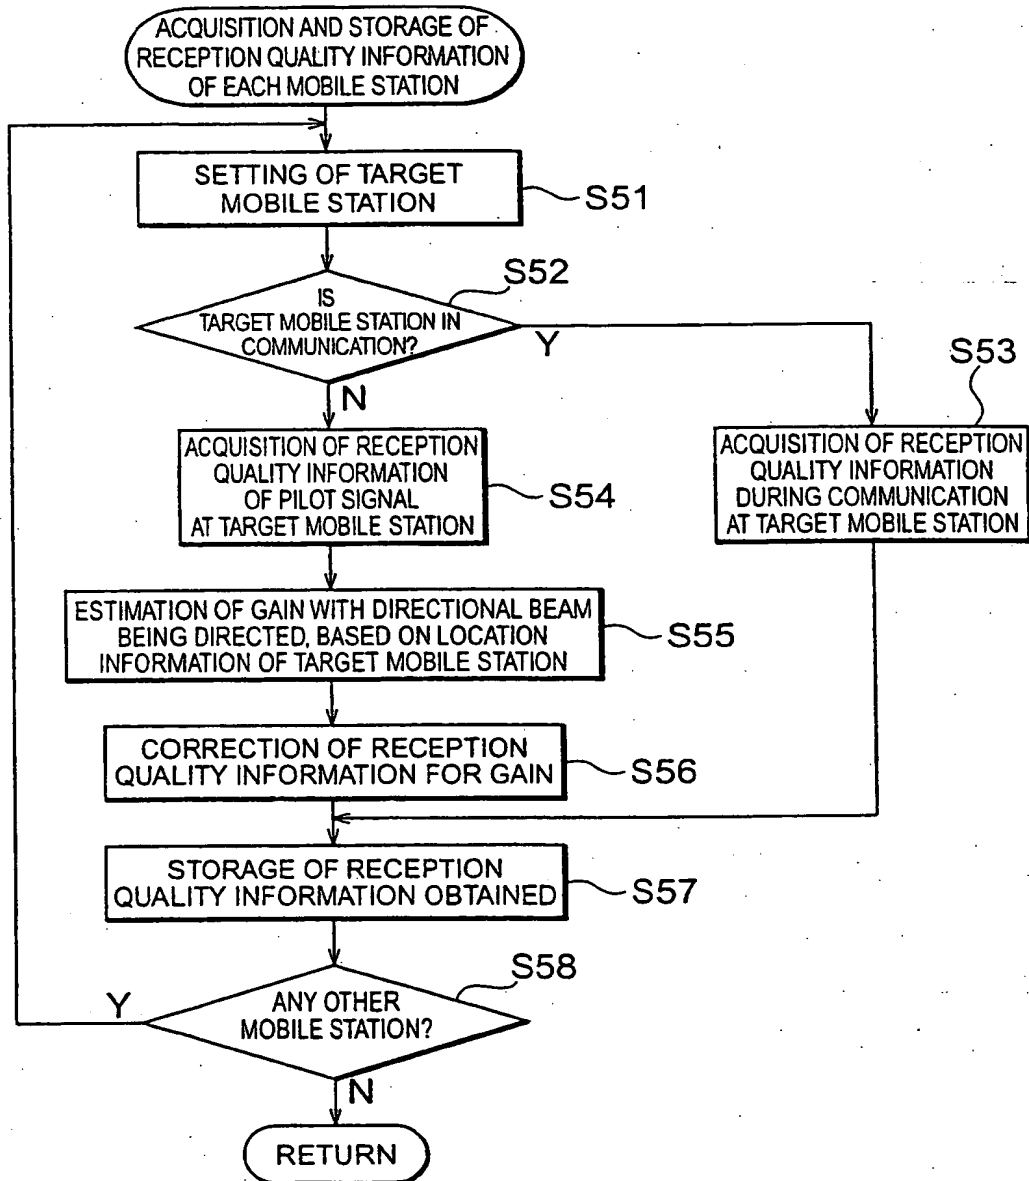 ACQUISITION AND STORAGE OF
RECEPTION QUALITY INFORMATION
OF EACH MOBILE STATION
SETTING OF TARGET
MOBILE STATION
S51
S52
IS
TARGET MOBILE STATION IN
COMMUNICATION?
Y
N
S53
ACQUISITION OF RECEPTION
QUALITY INFORMATION
DURING COMMUNICATION
AT TARGET MOBILE STATION
ACQUISITION OF RECEPTION
QUALITY INFORMATION
OF PILOT SIGNAL
AT TARGET MOBILE STATION
S54
ESTIMATION OF GAIN WITH DIRECTIONAL BEAM
BEING DIRECTED, BASED ON LOCATION
INFORMATION OF TARGET MOBILE STATION
S55
CORRECTION OF RECEPTION
QUALITY INFORMATION FOR GAIN
S56
STORAGE OF RECEPTION
QUALITY INFORMATION OBTAINED
S57
S58
ANY OTHER
MOBILE STATION?
Y
N
RETURN